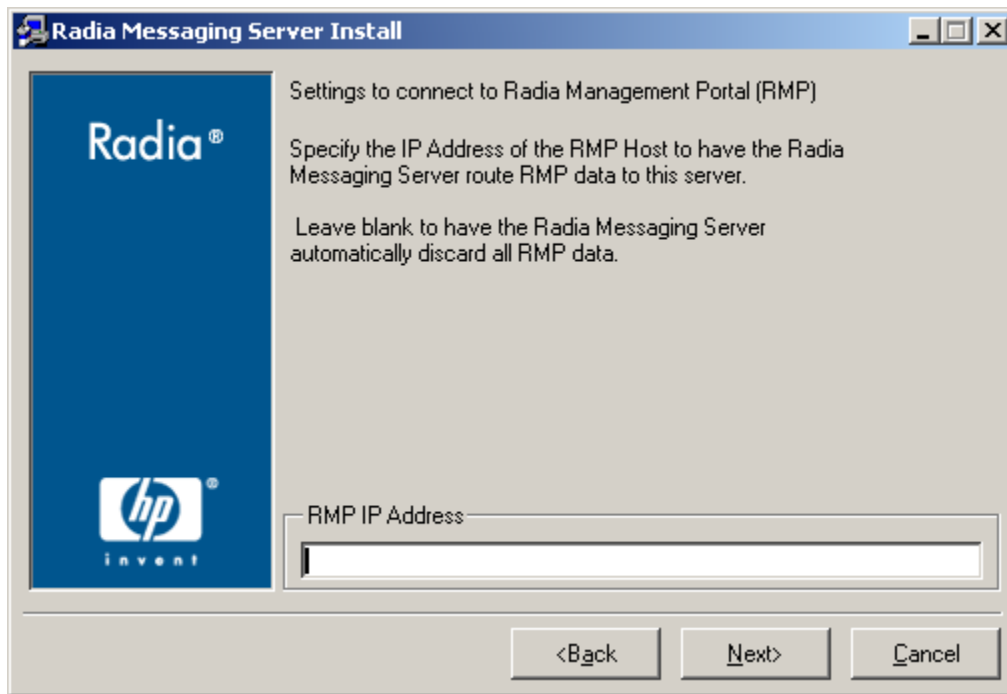 Radia Messaging Server Install
Radia®
Settings to connect to Radia Management Portal (RMP)
Specify the IP Address of the RMP Host to have the Radia
Messaging Server route RMP data to this server.
Leave blank to have the Radia Messaging Server
automatically discard all RMP data.
hp®
invent
RMP IP Address
<Back
Next>
Cancel